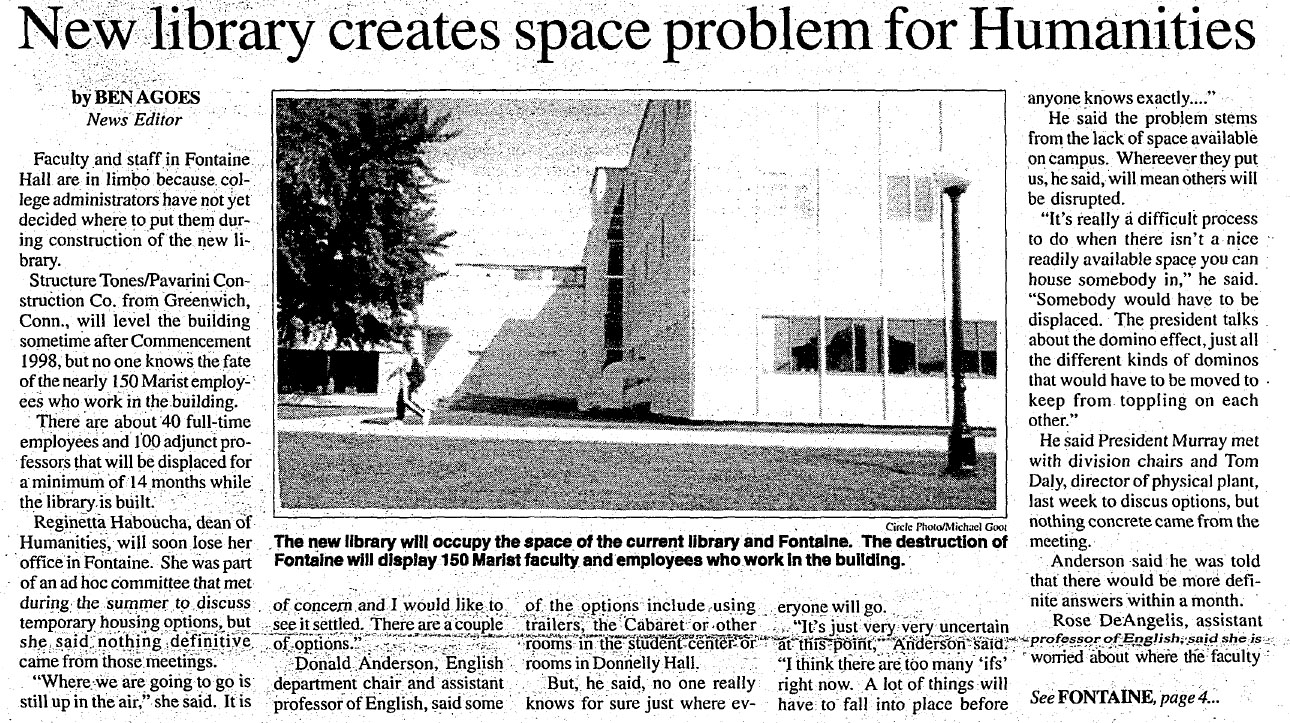 New library creates space problem for Humanities
by BEN AGOES
News Editor
Faculty and staff in Fontaine
Hall are in limbo because col-
lege administrators have not yet
decided where to put them dur-
ing construction of the new li-
brary.
Structure Tones/Pavarini Con-
struction Co. from Greenwich,
Conn., will level the building
sometime after Commencement
1998, but no one knows the fate
of the nearly 150 Marist employ-
ees who work in the building.
There are about 40 full-time
employees and 100 adjunct pro-
fessors that will be displaced for
a minimum of 14 months while
the library is built.
Reginetta Haboucha, dean of
Humanities, will soon lose her
office in Fontaine. She was part
of an ad hoc committee that met
during the summer to discuss
temporary housing options, but
she said nothing definitive
came from those meetings.
"Where we are going to go is
still up in the air," she said. It is
Circle Photo/Michael Goot
The new library will occupy the space of the current library and Fontaine. The destruction of
Fontaine will display 150 Marist faculty and employees who work in the building.
of concern and I would like to
see it settled. There are a couple
of options."
Donald Anderson, English
department chair and assistant
professor of English, said some
of the options include using
trailers, the Cabaret or other
rooms in the student center or
rooms in Donnelly Hall.
But, he said, no one really
knows for sure just where ev-
eryone will go.
"It's just very very uncertain
at this point," Anderson said.
"I think there are too many 'ifs'
right now. A lot of things will
have to fall into place before
anyone knows exactly...."
He said the problem stems
from the lack of space available
on campus. Whereever they put
us, he said, will mean others will
be disrupted.
"It's really a difficult process
to do when there isn't a nice
readily available space you can
house somebody in," he said.
"Somebody would have to be
displaced. The president talks
about the domino effect, just all
the different kinds of dominos
that would have to be moved to
keep from toppling on each
other."
He said President Murray met
with division chairs and Tom
Daly, director of physical plant,
last week to discus options, but
nothing concrete came from the
meeting.
Anderson said he was told
that there would be more defi-
nite answers within a month.
Rose DeAngelis, assistant
professor of English, said she is
worried about where the faculty
See FONTAINE, page 4...